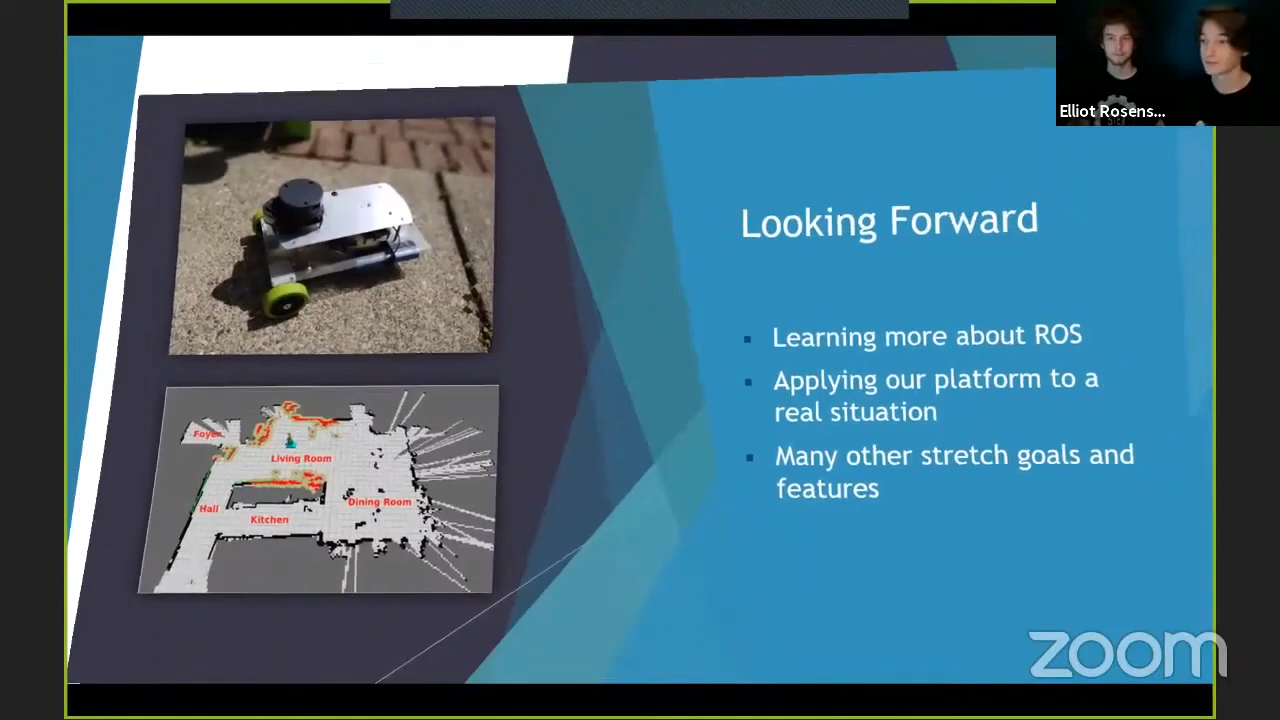 Elliot Rosens...
Looking Forward
Learning more about ROS
Applying our platform to a
real situation
Many other stretch goals and
features
Foyer
Living Room
Hall
Dining Room
Kitchen
zoom